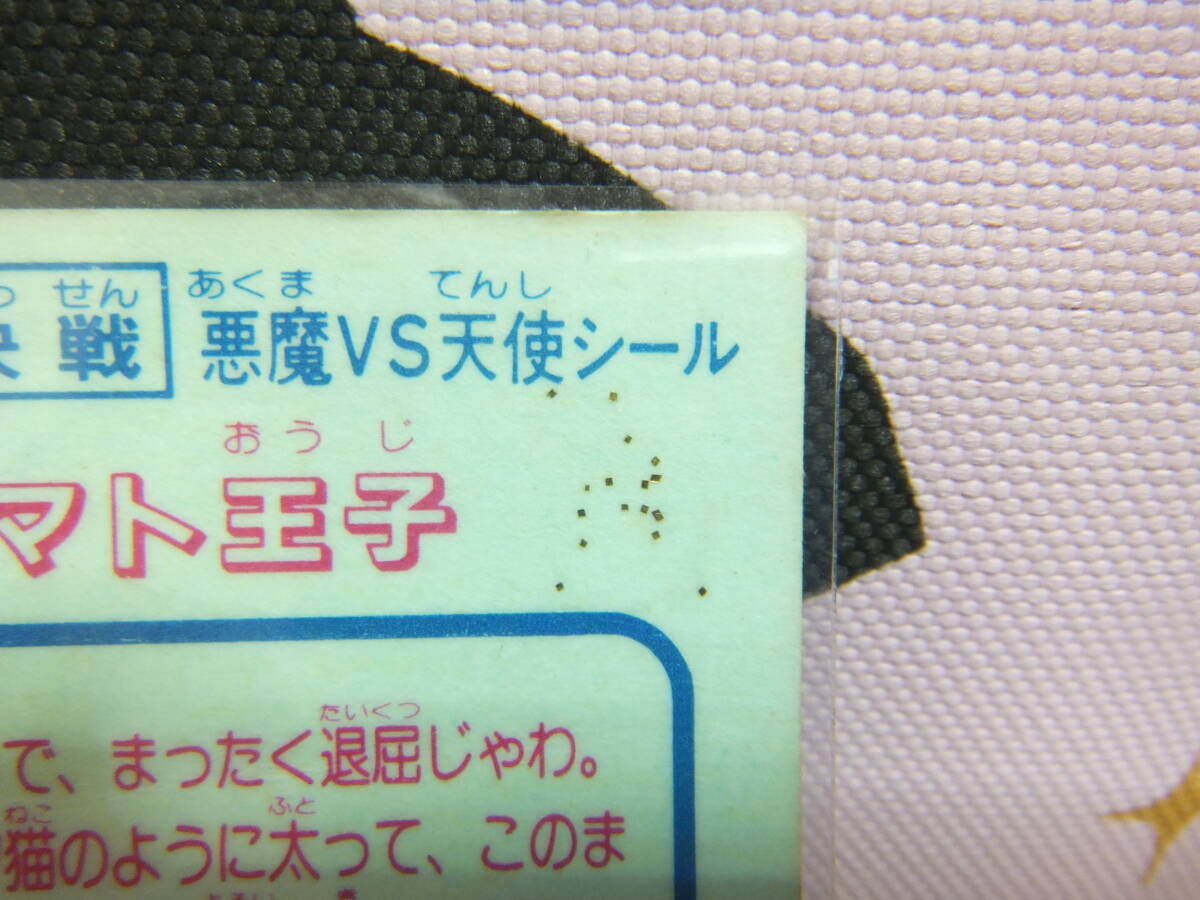 せん あくま てんし
戦 悪魔VS天使シール
おうじ
マト王子
たいくつ
で、まったく退屈じゃわ。
ねこ ふと
猫のように太って、このま